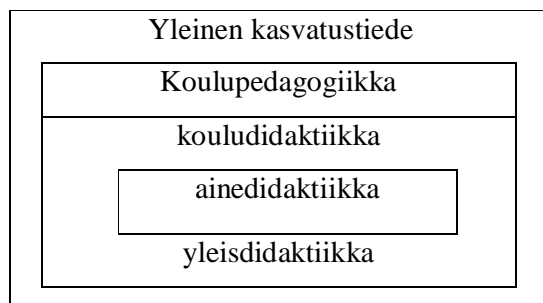 Yleinen kasvatustiede
Koulupedagogiikka
kouludidaktiikka
ainedidaktiikka
yleisdidaktiikka